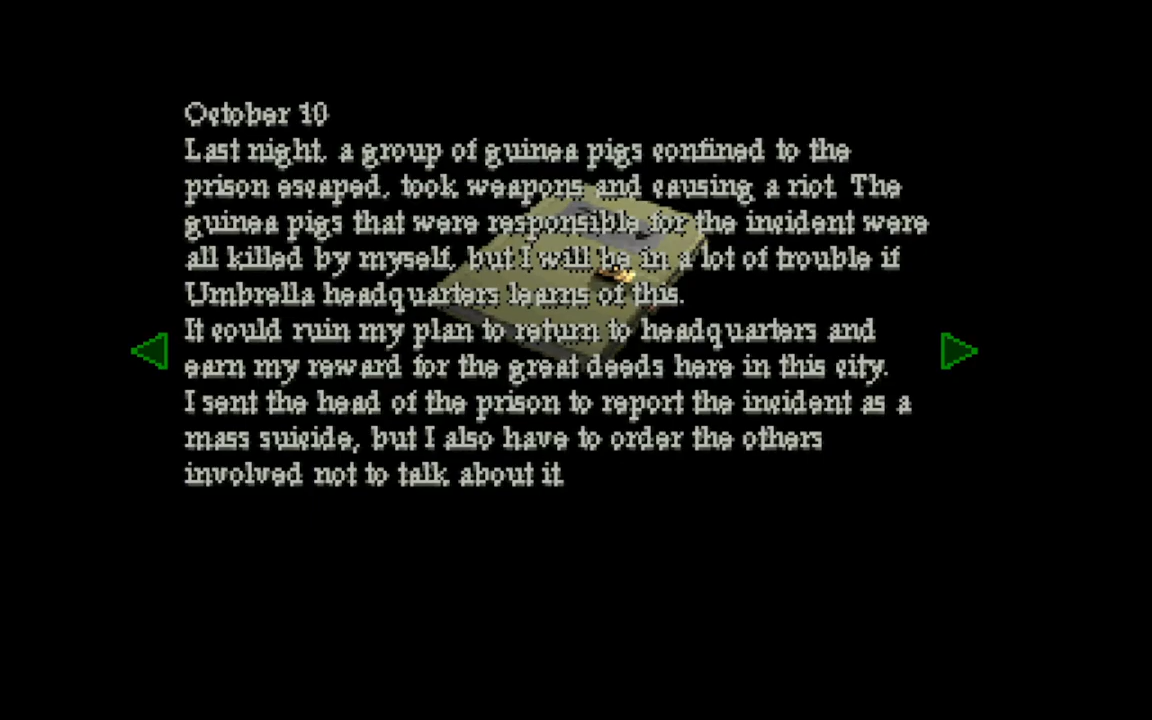 October 10
Last night, a group of guinea pigs confined to the
prison escaped, took weapons and causing a riot. The
guinea pigs that were responsible for the incident were
all killed by myself, but I will be in a lot of trouble if
Umbrella headquarters learns of this.
It could ruin my plan to return to headquarters and
earn my reward for the great deeds here in this city.
I sent the head of the prison to report the incident as a
mass suicide, but I also have to order the others
involved not to talk about it.